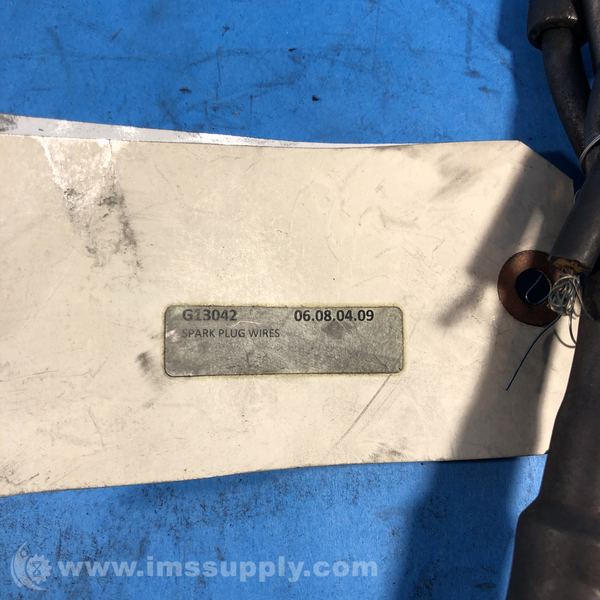 G13042 06.08.04.09
SPARK PLUG WIRES
www.imssupply.com